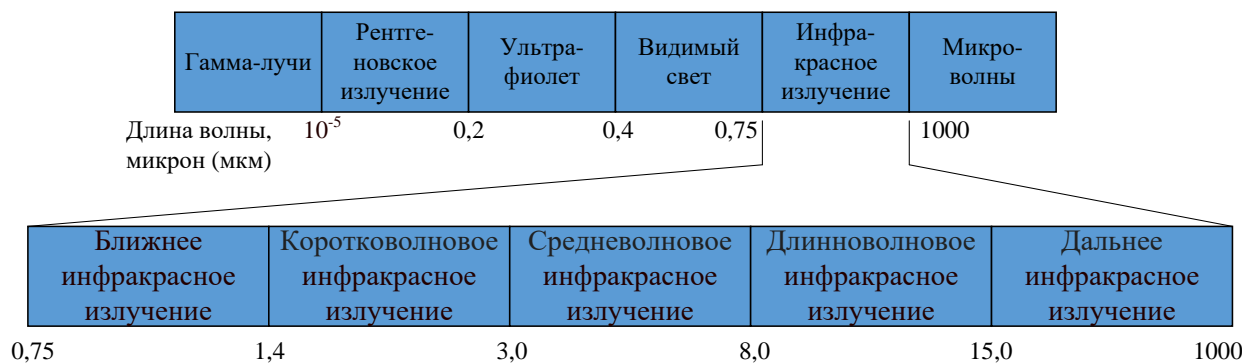 Гамма-лучи
Рентге-
новское
излучение
Ультра-
фиолет
Видимый
свет
Инфра-
красное
излучение
Микро-
волны
Длина волны,
микрон (мкм)
10⁻⁵
0,2
0,4
0,75
1000
Ближнее
инфракрасное
излучение
Коротковолновое
инфракрасное
излучение
Средневолновое
инфракрасное
излучение
Длинноволновое
инфракрасное
излучение
Дальнее
инфракрасное
излучение
0,75
1,4
3,0
8,0
15,0
1000